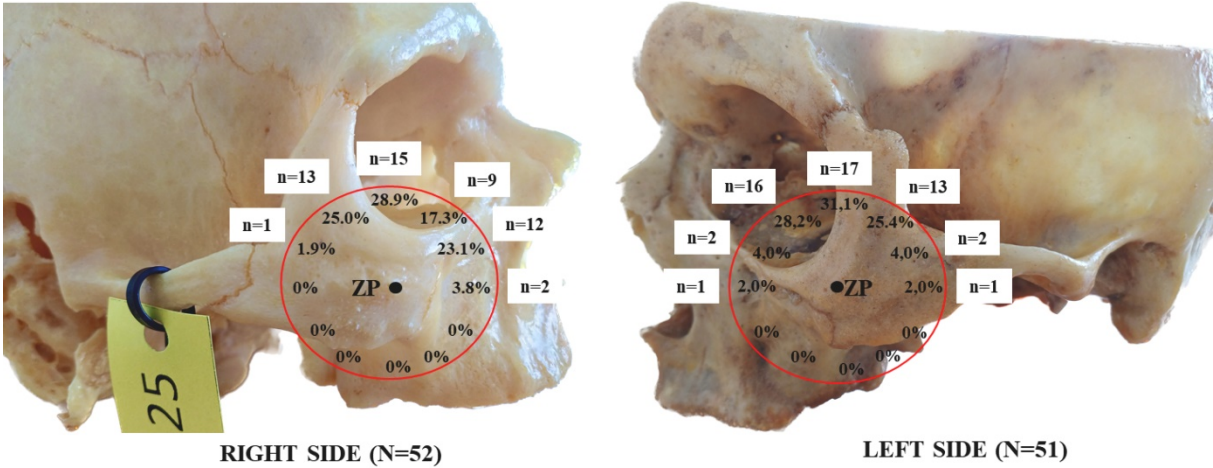 n=15
n=13
n=9
28.9%
25.0%
17.3%
n=1
n=12
1.9%
23.1%
0%
ZP
3.8%
n=2
0%
0%
0%
0%
0%
25
RIGHT SIDE (N=52)
n=17
n=16
n=13
31,1%
28,2%
25.4%
n=2
n=2
4,0%
4,0%
n=1
2,0%
ZP
2,0%
n=1
0%
0%
0%
0%
0%
LEFT SIDE (N=51)